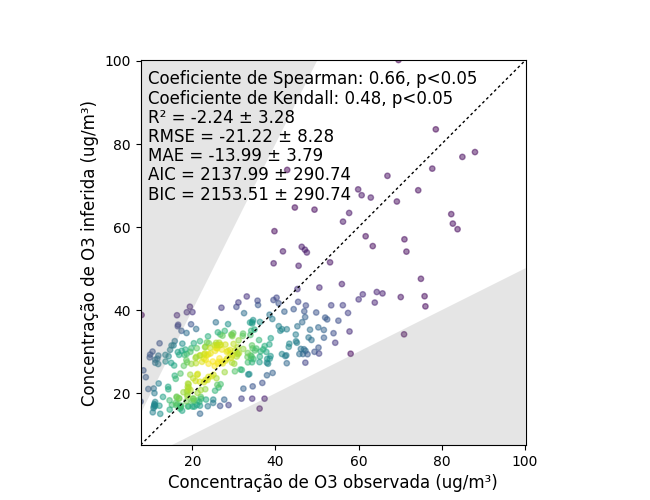 100
Coeficiente de Spearman: 0.66, p<0.05
Coeficiente de Kendall: 0.48, p<0.05
R² = -2.24 ± 3.28
RMSE = -21.22 ± 8.28
80
MAE = -13.99 ± 3.79
AIC = 2137.99 ± 290.74
BIC = 2153.51 ± 290.74
60
40
20
Concentração de O3 inferida (ug/m³)
20 40 60 80 100
Concentração de O3 observada (ug/m³)